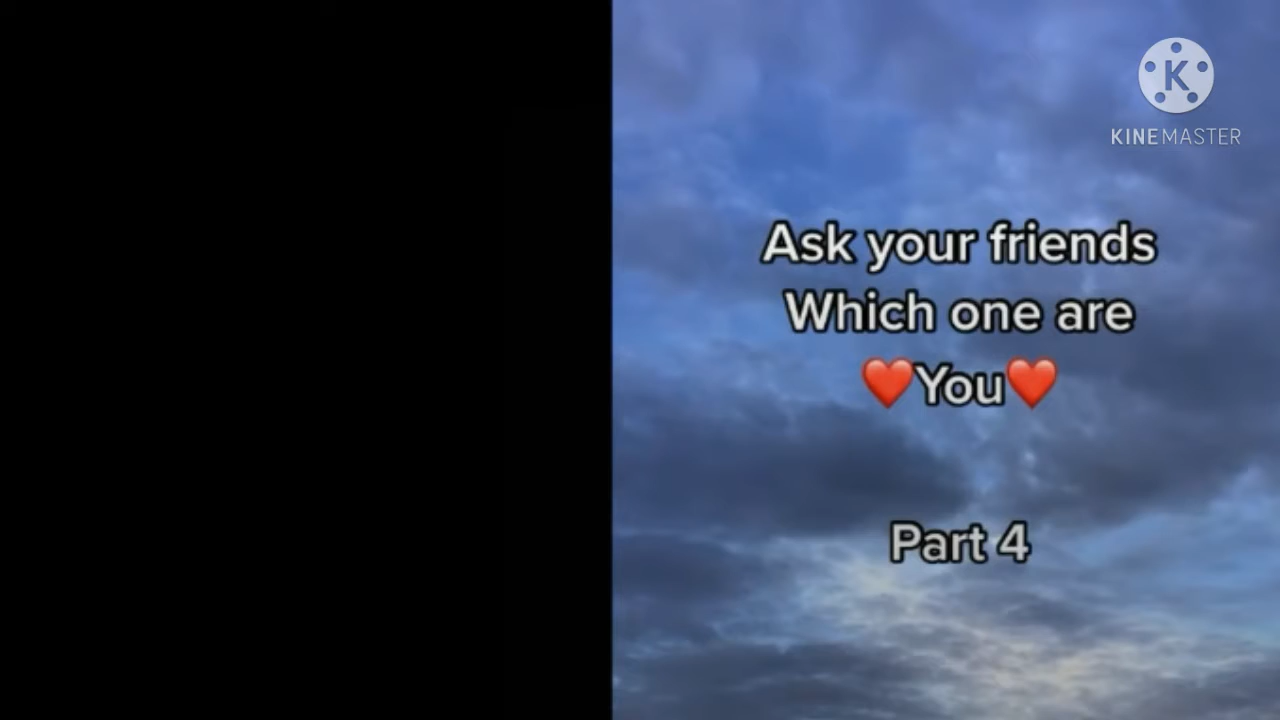 K
KINEMASTER
Ask your friends
Which one are
❤️You❤️
Part 4